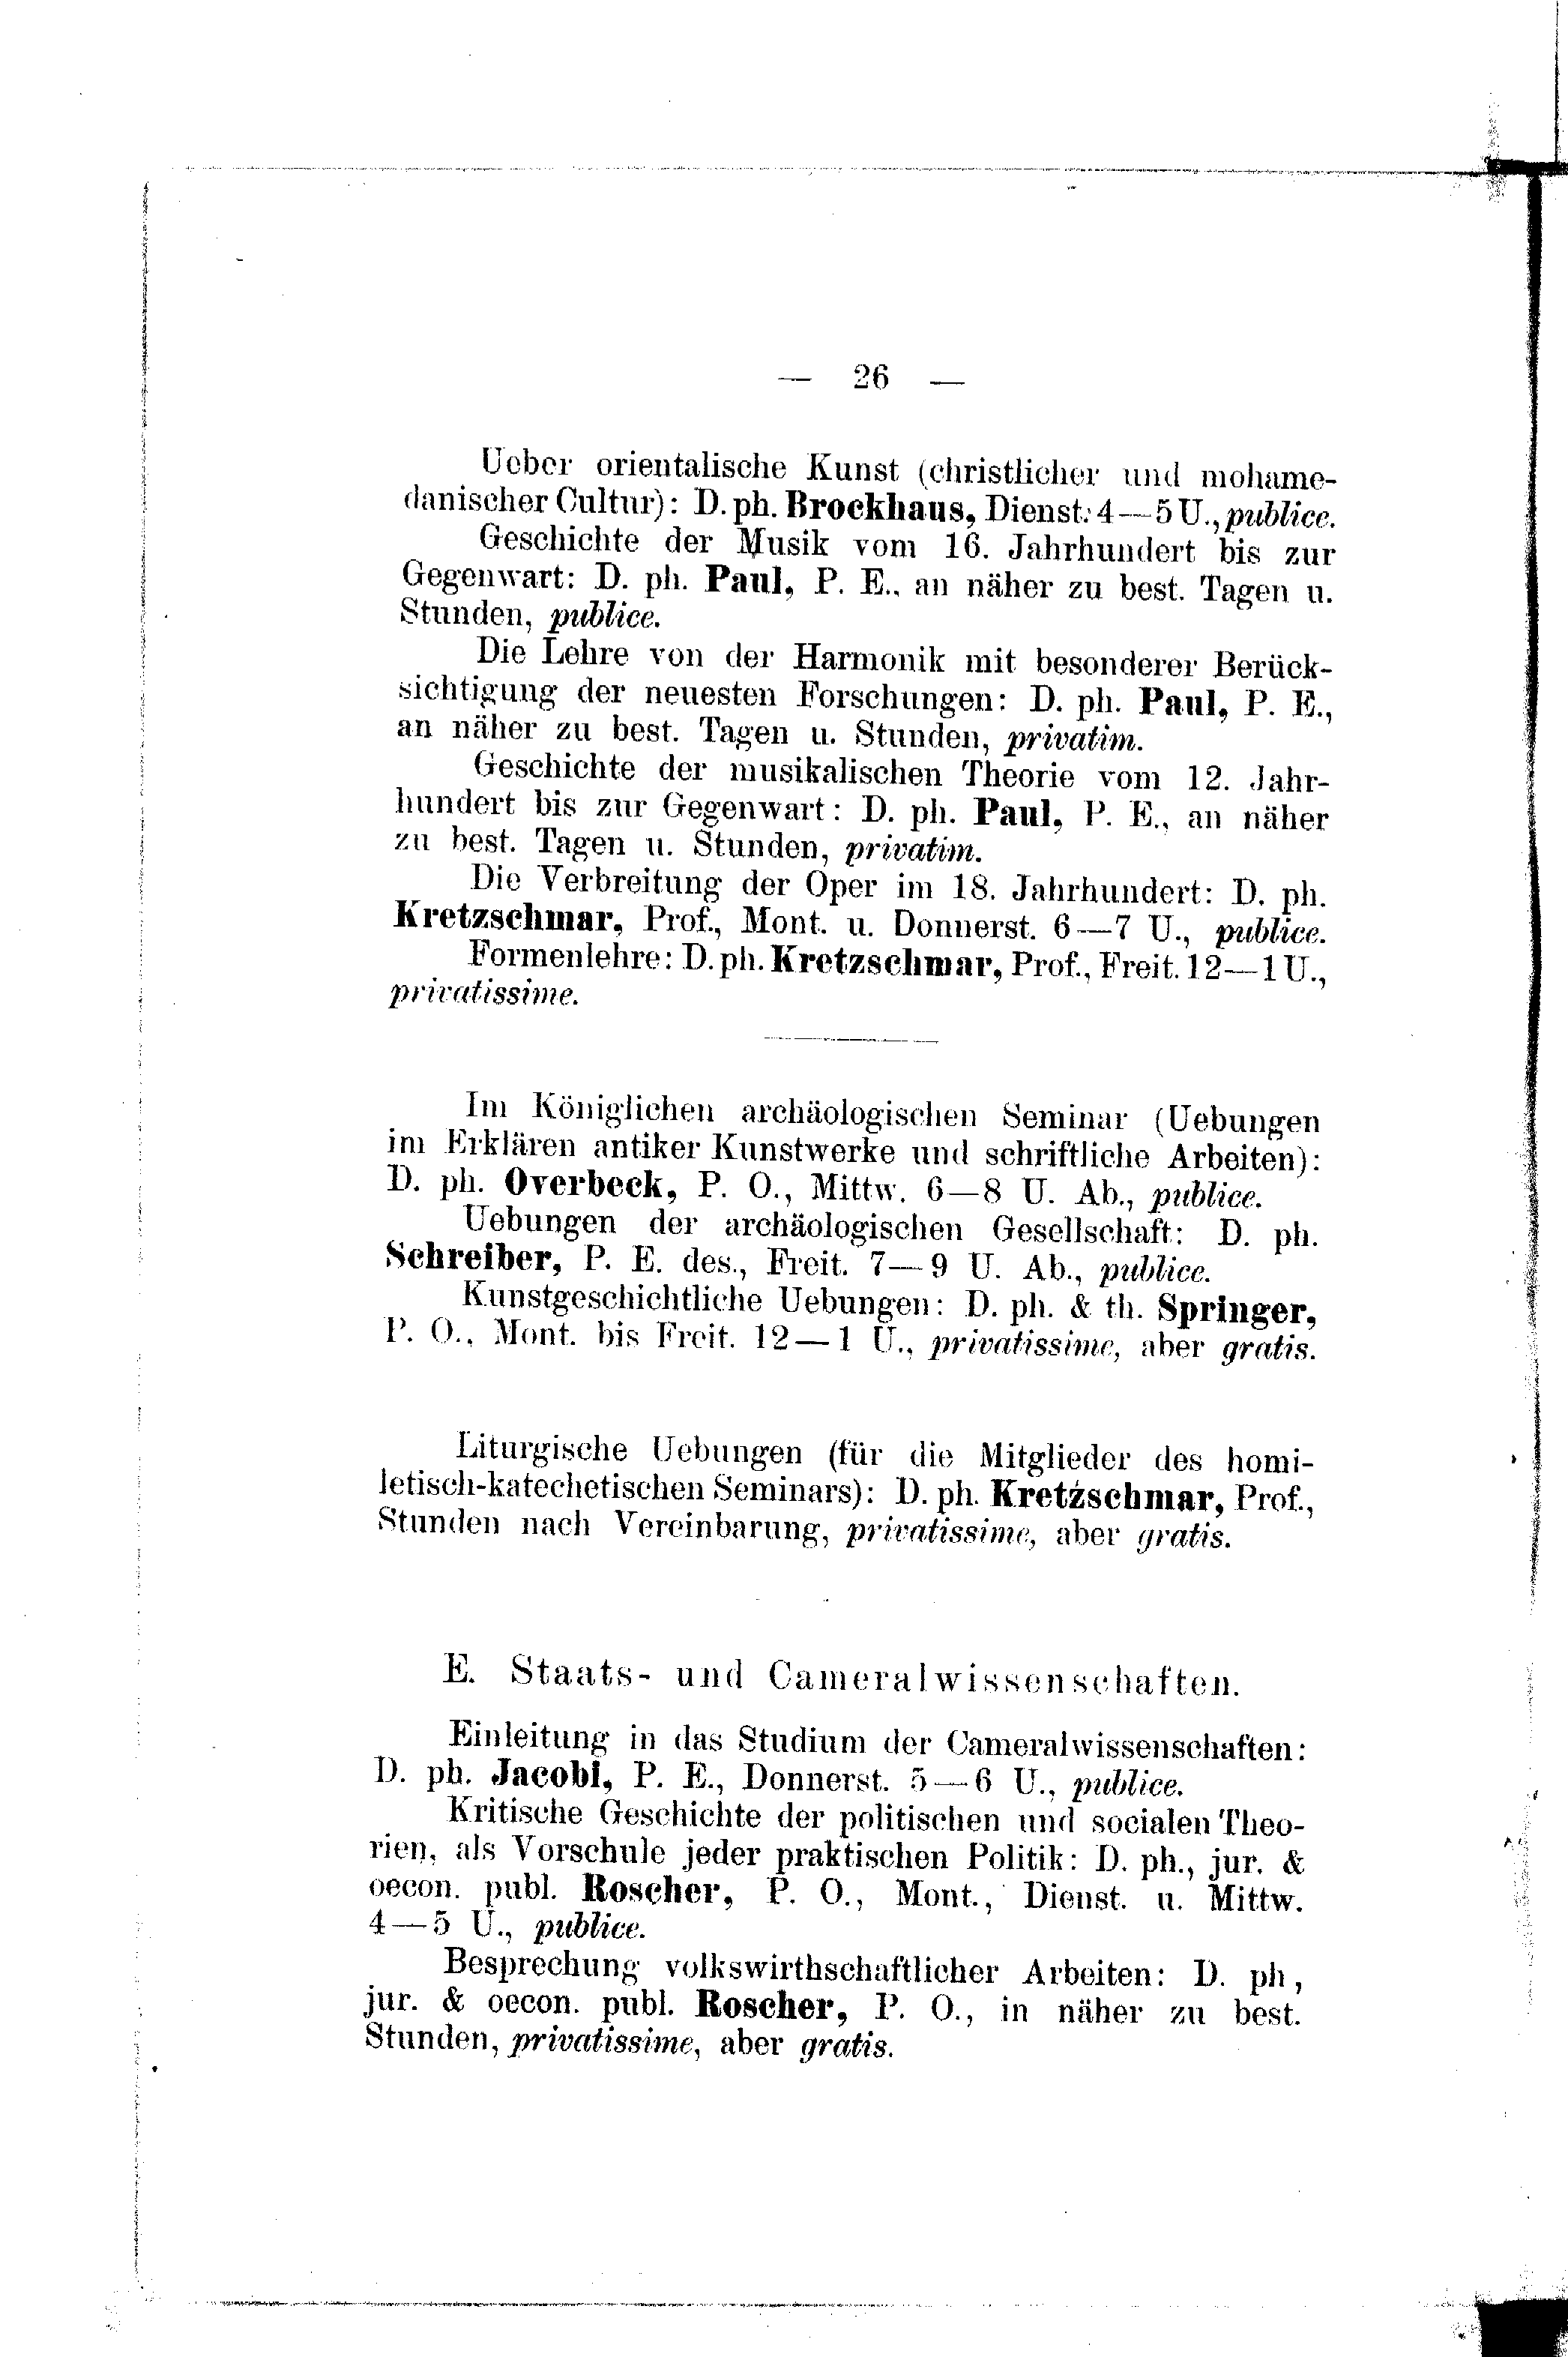 — 26 —
Ueber orientalische Kunst (christlicher und mohame-
danischer Cultur): D. ph. Brockhaus, Dienst. 4—5 U., publice.
Geschichte der Musik vom 16. Jahrhundert bis zur
Gegenwart: D. ph. Paul, P. E., an näher zu best. Tagen u.
Stunden, publice.
Die Lehre von der Harmonik mit besonderer Berück-
sichtigung der neuesten Forschungen: D. ph. Paul, P. E.,
an näher zu best. Tagen u. Stunden, privatim.
Geschichte der musikalischen Theorie vom 12. Jahr-
hundert bis zur Gegenwart: D. ph. Paul, P. E., an näher
zu best. Tagen u. Stunden, privatim.
Die Verbreitung der Oper im 18. Jahrhundert: D. ph.
Kretzschmar, Prof., Mont. u. Donnerst. 6—7 U., publice.
Formenlehre: D. ph. Kretzschmar, Prof., Freit. 12—1 U.,
privatissime.
Im Königlichen archäologischen Seminar (Uebungen
im Erklären antiker Kunstwerke und schriftliche Arbeiten):
D. ph. Overbeck, P. O., Mittw. 6—8 U. Ab., publice.
Uebungen der archäologischen Gesellschaft: D. ph.
Schreiber, P. E. des., Freit. 7—9 U. Ab., publice.
Kunstgeschichtliche Uebungen: D. ph. & th. Springer,
P. O., Mont. bis Freit. 12—1 U., privatissime, aber gratis.
Liturgische Uebungen (für die Mitglieder des homi-
letisch-katechetischen Seminars): D. ph. Kretzschmar, Prof.,
Stunden nach Vereinbarung, privatissime, aber gratis.
E. Staats- und Cameralwissenschaften.
Einleitung in das Studium der Cameralwissenschaften:
D. ph. Jacobi, P. E., Donnerst. 5—6 U., publice.
Kritische Geschichte der politischen und socialen Theo-
rien, als Vorschule jeder praktischen Politik: D. ph., jur. &
oecon. publ. Roscher, P. O., Mont., Dienst. u. Mittw.
4—5 U., publice.
Besprechung volkswirthschaftlicher Arbeiten: D. ph,
jur. & oecon. publ. Roscher, P. O., in näher zu best.
Stunden, privatissime, aber gratis.